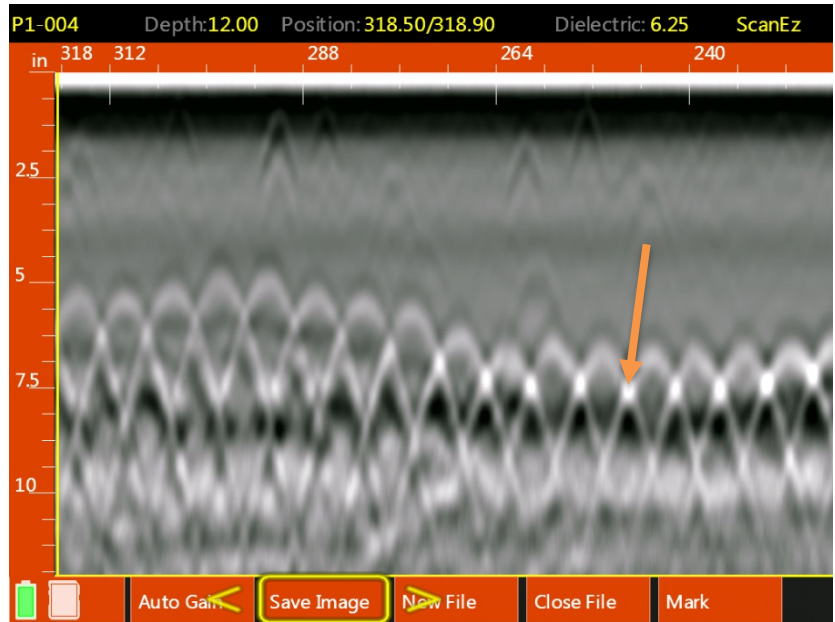 P1-004 Depth:12.00 Position: 318.50/318.90 Dielectric: 6.25 ScanEz
in 318 312 288 264 240
2.5
5
7.5
10
Auto Gain < Save Image New File > Close File Mark